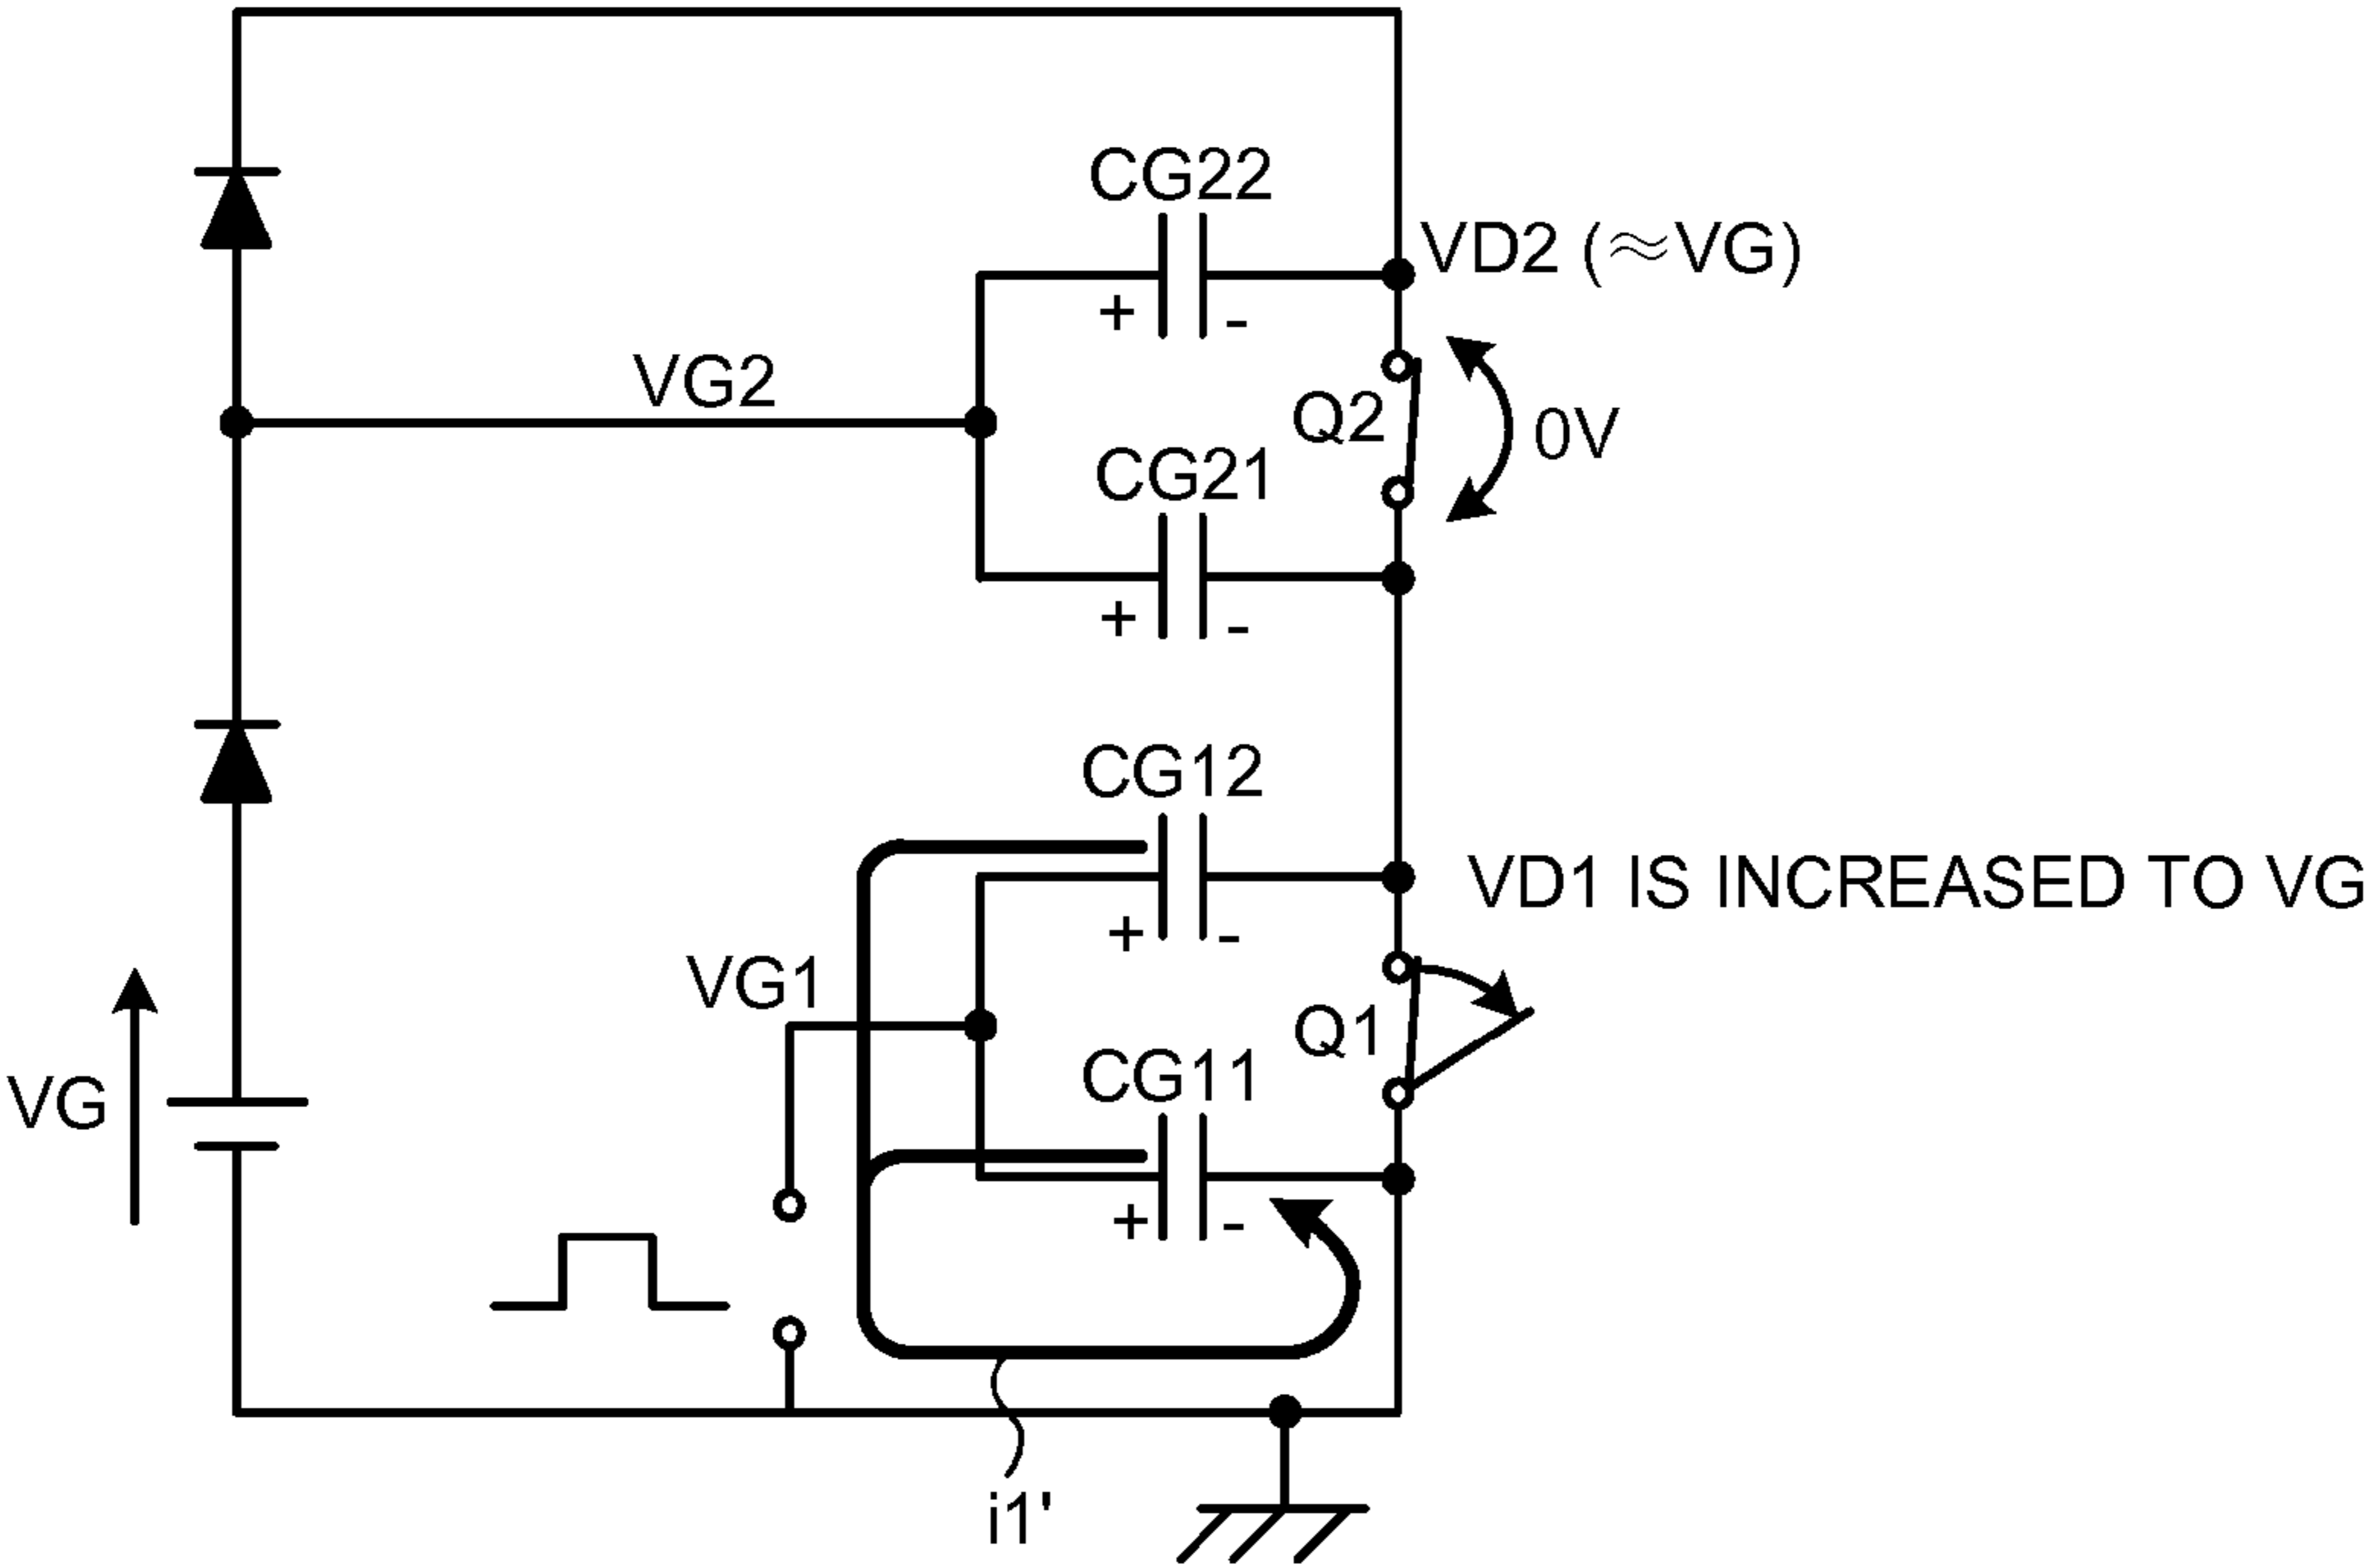 CG22
+
-
VD2 (≈VG)
VG2
Q2
0V
CG21
+
-
CG12
+
-
VD1 IS INCREASED TO VG
VG1
Q1
CG11
+
-
VG
i1'